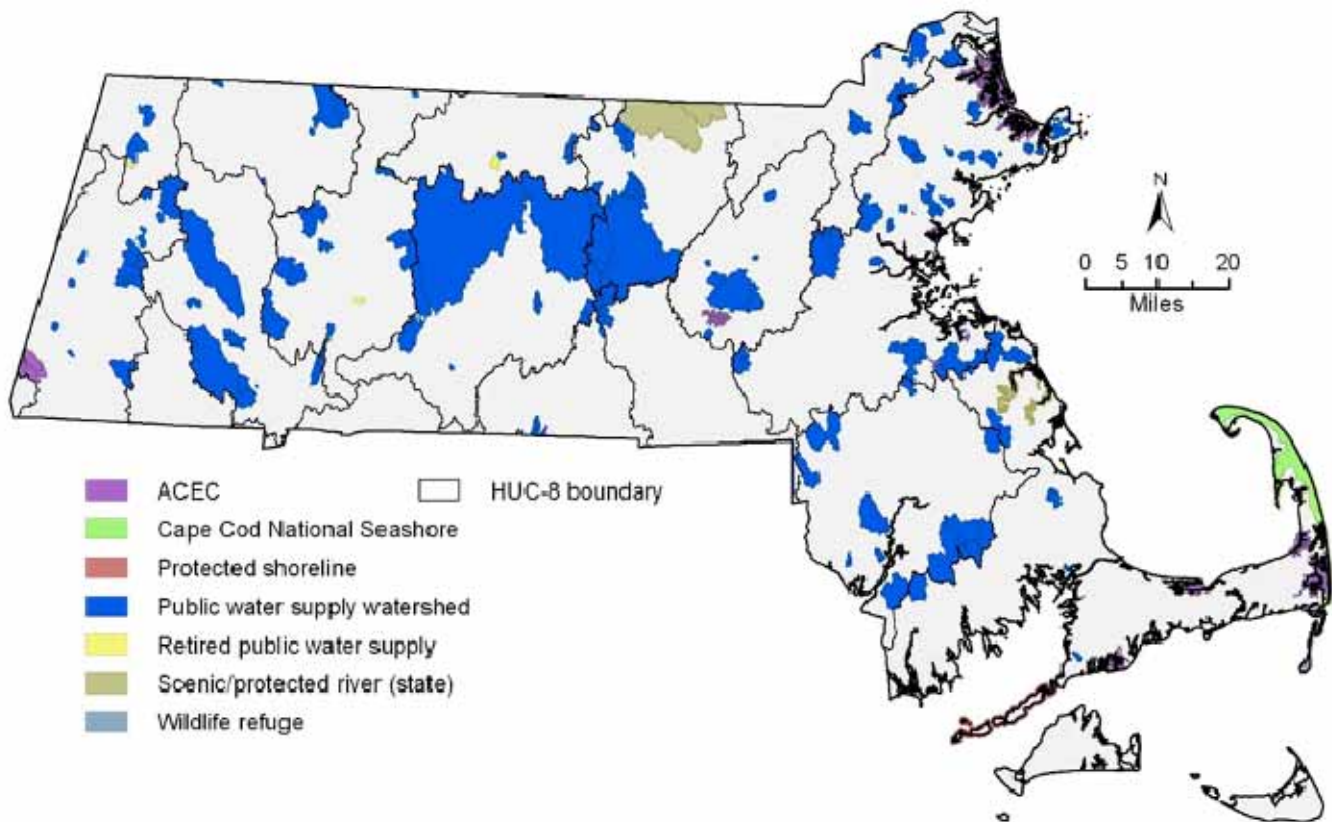 N
0 5 10 20
Miles
ACEC
HUC-8 boundary
Cape Cod National Seashore
Protected shoreline
Public water supply watershed
Retired public water supply
Scenic/protected river (state)
Wildlife refuge